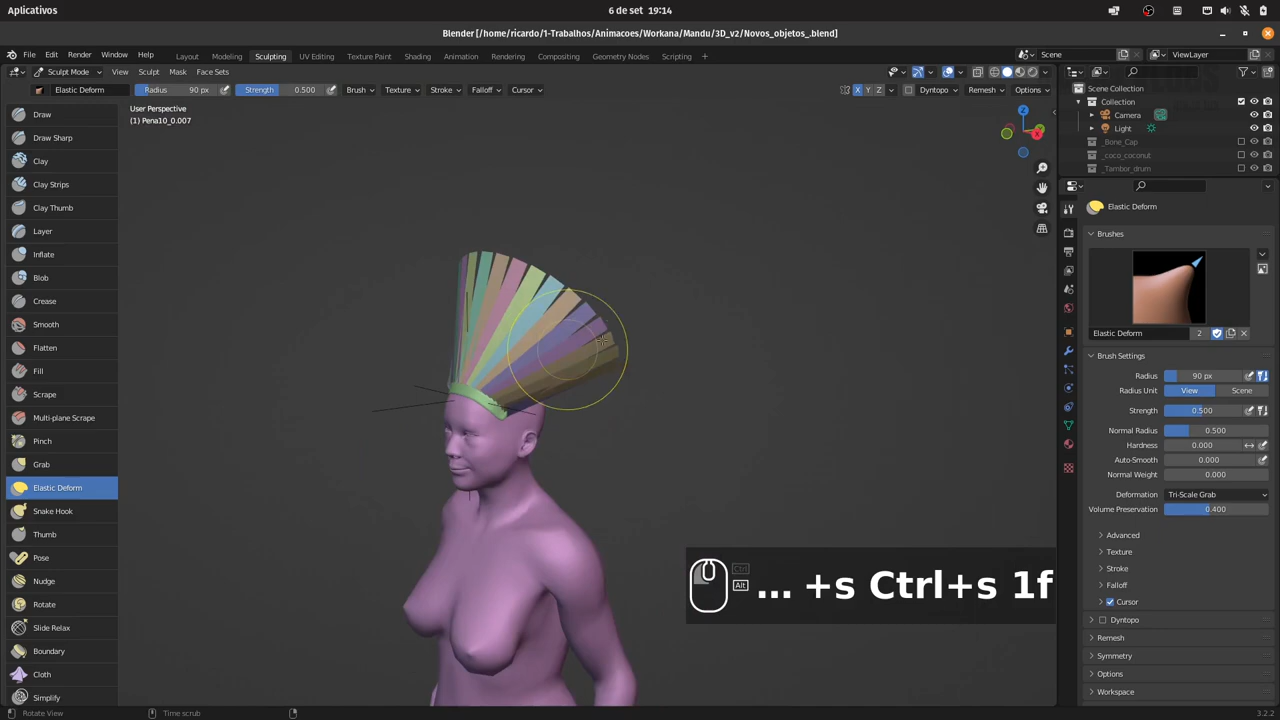 Aplicativos
6 de set 19:14
Blender [/home/ricardo/1-Trabalhos/Animacoes/Workana/Mandu/3D_v2/Novos_objetos_.blend]
File Edit Render Window Help Layout Modeling Sculpting UV Editing Texture Paint Shading Animation Rendering Compositing Geometry Nodes Scripting + Scene ViewLayer
Sculpt Mode View Sculpt Mask Face Sets
Elastic Deform Radius 90 px Strength 0.500 Brush Texture Stroke Falloff Cursor X Y Z Dyntopo Remesh Options
User Perspective
(1) Pena10_0.007
Draw
Draw Sharp
Clay
Clay Strips
Clay Thumb
Layer
Inflate
Blob
Crease
Smooth
Flatten
Fill
Scrape
Multi-plane Scrape
Pinch
Grab
Elastic Deform
Snake Hook
Thumb
Pose
Nudge
Rotate
Slide Relax
Boundary
Cloth
Simplify
Z
Y
X
Ctrl
Alt
... +s Ctrl+s 1f
Scene Collection
Collection
Camera
Light
_Bone_Cap
_coco_coconut
_Tambor_drum
Elastic Deform
Brushes
Elastic Deform 2
Brush Settings
Radius 90 px
Radius Unit View Scene
Strength 0.500
Normal Radius 0.500
Hardness 0.000
Auto-Smooth 0.000
Normal Weight 0.000
Deformation Tri-Scale Grab
Volume Preservation 0.400
Advanced
Texture
Stroke
Falloff
Cursor
Dyntopo
Remesh
Symmetry
Options
Workspace
Rotate View Time scrub 3.2.2